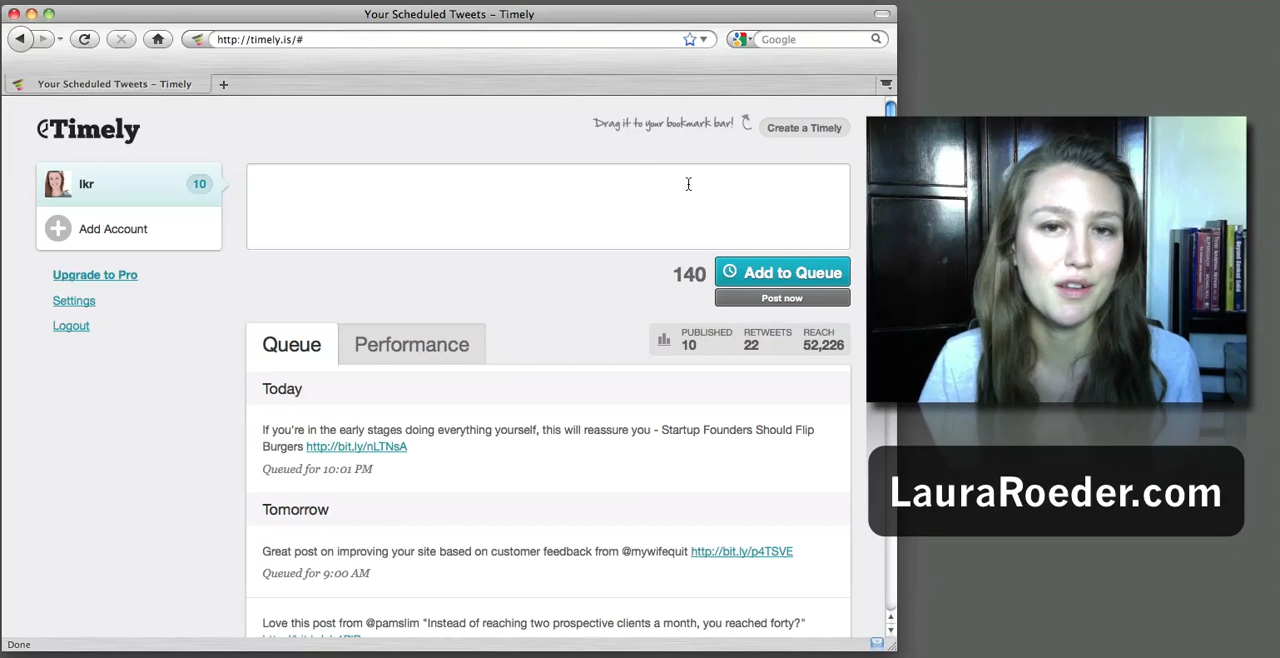 Your Scheduled Tweets – Timely
http://timely.is/#
Google
Your Scheduled Tweets – Timely
Timely
Drag it to your bookmark bar!
Create a Timely
lkr
10
Add Account
Upgrade to Pro
Settings
Logout
140
Add to Queue
Post now
Queue
Performance
PUBLISHED
10
RETWEETS
22
REACH
52,226
Today
If you're in the early stages doing everything yourself, this will reassure you - Startup Founders Should Flip
Burgers http://bit.ly/nLTNsA
Queued for 10:01 PM
Tomorrow
Great post on improving your site based on customer feedback from @mywifequit http://bit.ly/p4TSVE
Queued for 9:00 AM
Love this post from @pamslim "Instead of reaching two prospective clients a month, you reached forty?"
Done
LauraRoeder.com